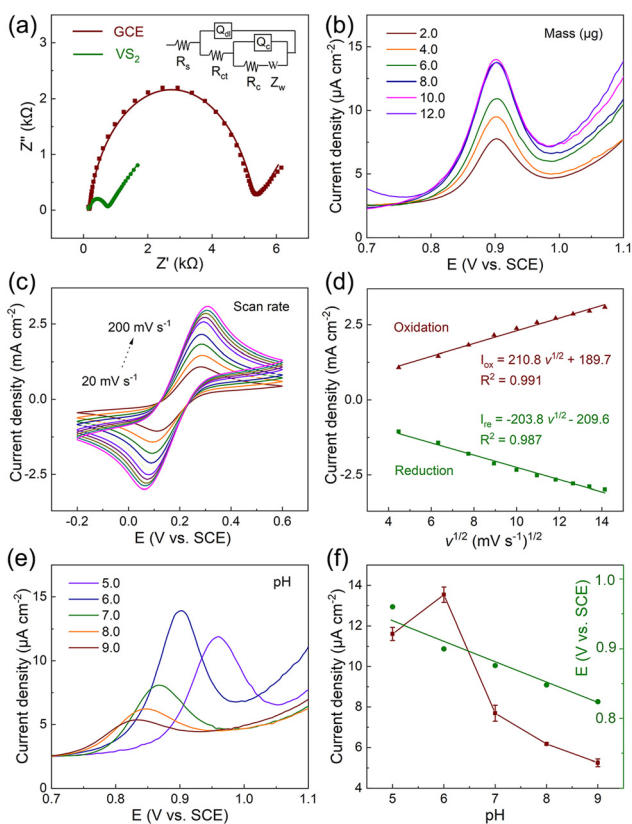 (a)
GCE
VS2
Qdl
Qc
Rs
Rct
Rc
Zw
Z" (kΩ)
3
2
1
0
0 2 4 6
Z' (kΩ)
(b)
2.0
4.0
6.0
8.0
10.0
12.0
Mass (μg)
Current density (μA cm⁻²)
15
10
5
0
0.7 0.8 0.9 1.0 1.1
E (V vs. SCE)
(c)
Scan rate
200 mV s⁻¹
20 mV s⁻¹
Current density (mA cm⁻²)
2.5
0.0
-2.5
-0.2 0.0 0.2 0.4 0.6
E (V vs. SCE)
(d)
Oxidation
Iox = 210.8 v^1/2 + 189.7
R² = 0.991
Ire = -203.8 v^1/2 - 209.6
R² = 0.987
Reduction
Current density (mA cm⁻²)
2.5
0.0
-2.5
4 6 8 10 12 14
v^1/2 (mV s⁻¹)^1/2
(e)
5.0
6.0
7.0
8.0
9.0
pH
Current density (μA cm⁻²)
15
10
5
0
0.7 0.8 0.9 1.0 1.1
E (V vs. SCE)
(f)
Current density (μA cm⁻²)
14
12
10
8
6
4
E (V vs. SCE)
1.0
0.9
0.8
5 6 7 8 9
pH